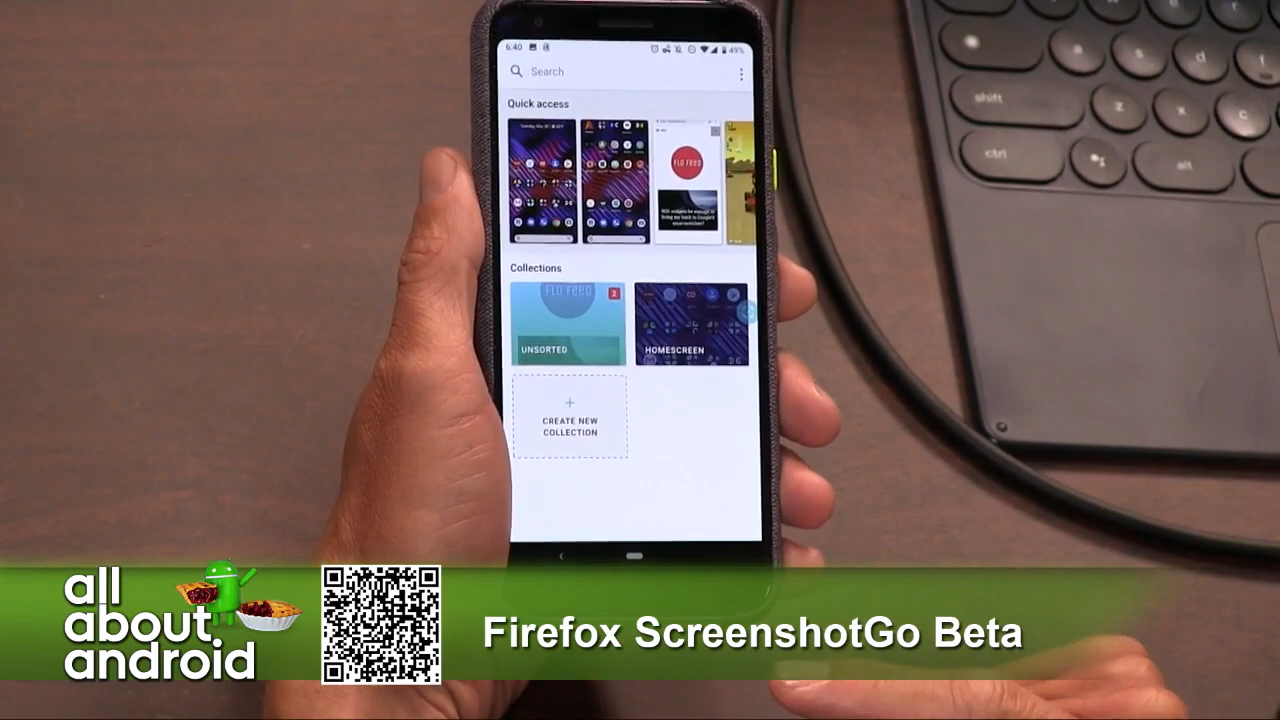 6:40
49%
Search
Quick access
FLO FEED
Collections
FLO FEED
2
UNSORTED
HOMESCREEN
+
CREATE NEW
COLLECTION
a
s
d
f
shift
z
x
c
ctrl
alt
all
about
android
Firefox ScreenshotGo Beta